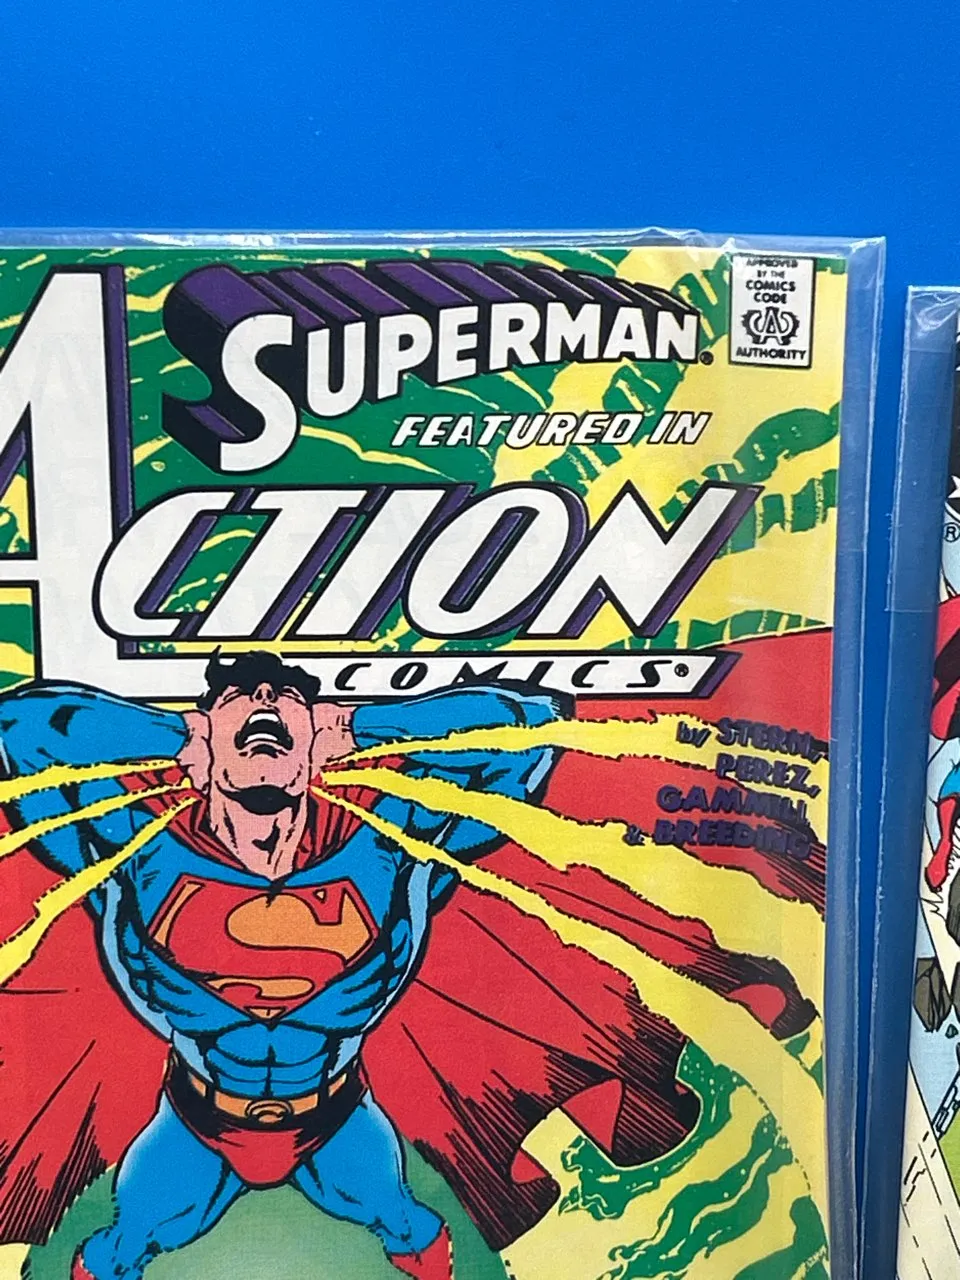 APPROVED
BY THE
COMICS
CODE
AUTHORITY
SUPERMAN
FEATURED IN
ACTION
COMICS®
by STERN,
PEREZ,
GAMMILL
& BREEDING
®